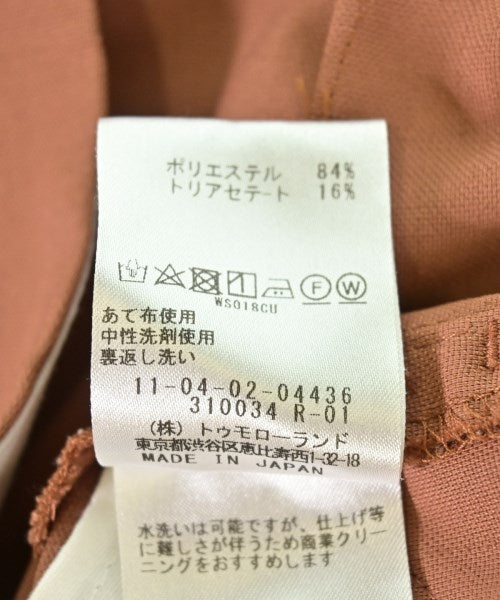 ポリエステル 84%
トリアセテート 16%
F W
WS018CU
あて布使用
中性洗剤使用
裏返し洗い
11-04-02-04436
310034 R-01
(株) トゥモローランド
東京都渋谷区恵比寿西1-32-18
MADE IN JAPAN
水洗いは可能ですが、仕上げ等
に難しさが伴うため商業クリー
ニングをおすすめします。